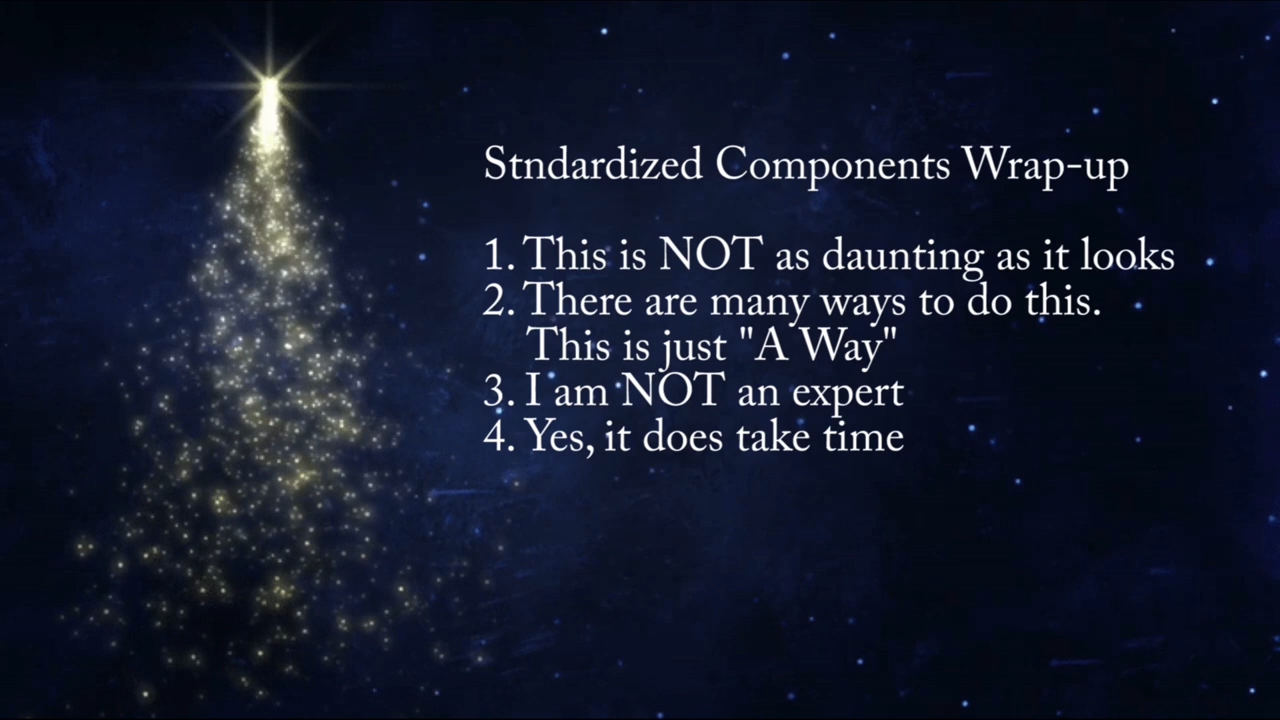 Stndardized Components Wrap-up
1. This is NOT as daunting as it looks
2. There are many ways to do this.
This is just "A Way"
3. I am NOT an expert
4. Yes, it does take time